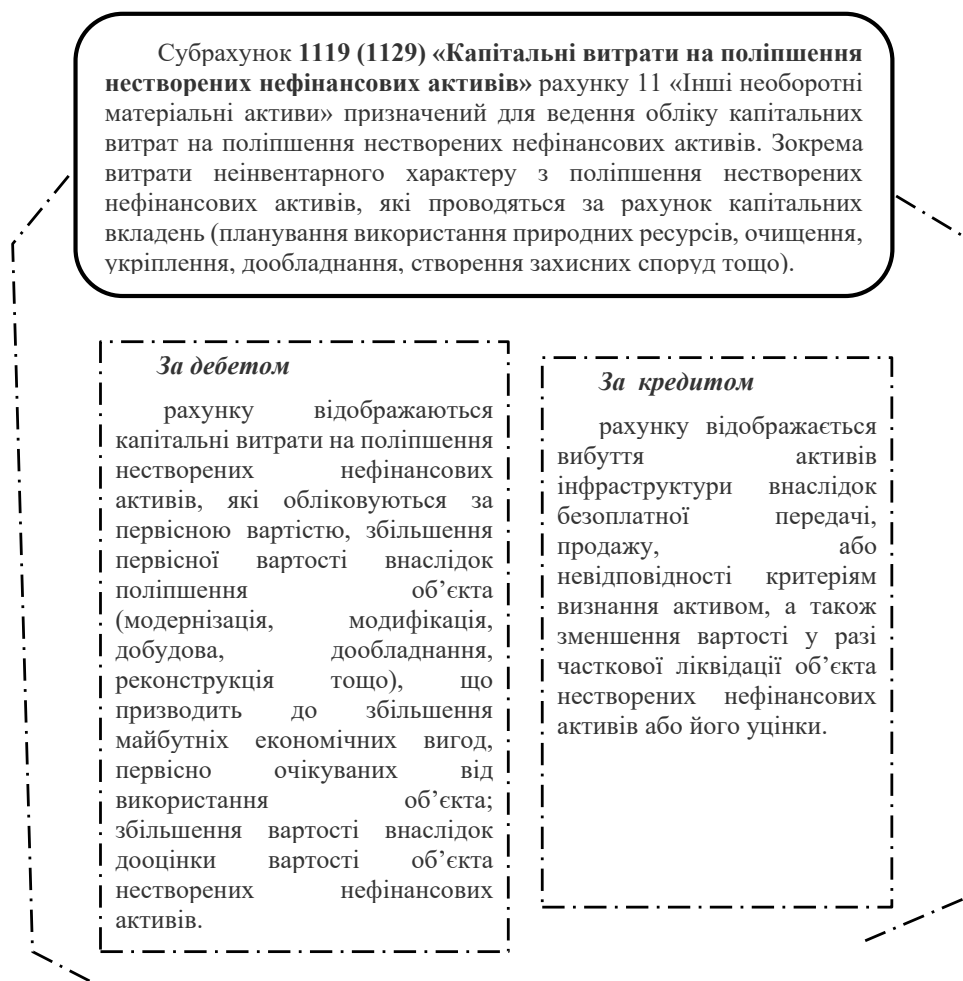 Субрахунок 1119 (1129) «Капітальні витрати на поліпшення
нестворених нефінансових активів» рахунку 11 «Інші необоротні
матеріальні активи» призначений для ведення обліку капітальних
витрат на поліпшення нестворених нефінансових активів. Зокрема
витрати неінвентарного характеру з поліпшення нестворених
нефінансових активів, які проводяться за рахунок капітальних
вкладень (планування використання природних ресурсів, очищення,
укріплення, дообладнання, створення захисних споруд тощо).
За дебетом
рахунку відображаються
капітальні витрати на поліпшення
нестворених нефінансових
активів, які обліковуються за
первісною вартістю, збільшення
первісної вартості внаслідок
поліпшення об’єкта
(модернізація, модифікація,
добудова, дообладнання,
реконструкція тощо), що
призводить до збільшення
майбутніх економічних вигод,
первісно очікуваних від
використання об’єкта;
збільшення вартості внаслідок
дооцінки вартості об’єкта
нестворених нефінансових
активів.
За кредитом
рахунку відображається
вибуття активів
інфраструктури внаслідок
безоплатної передачі,
продажу, або
невідповідності критеріям
визнання активом, а також
зменшення вартості у разі
часткової ліквідації об’єкта
нестворених нефінансових
активів або його уцінки.